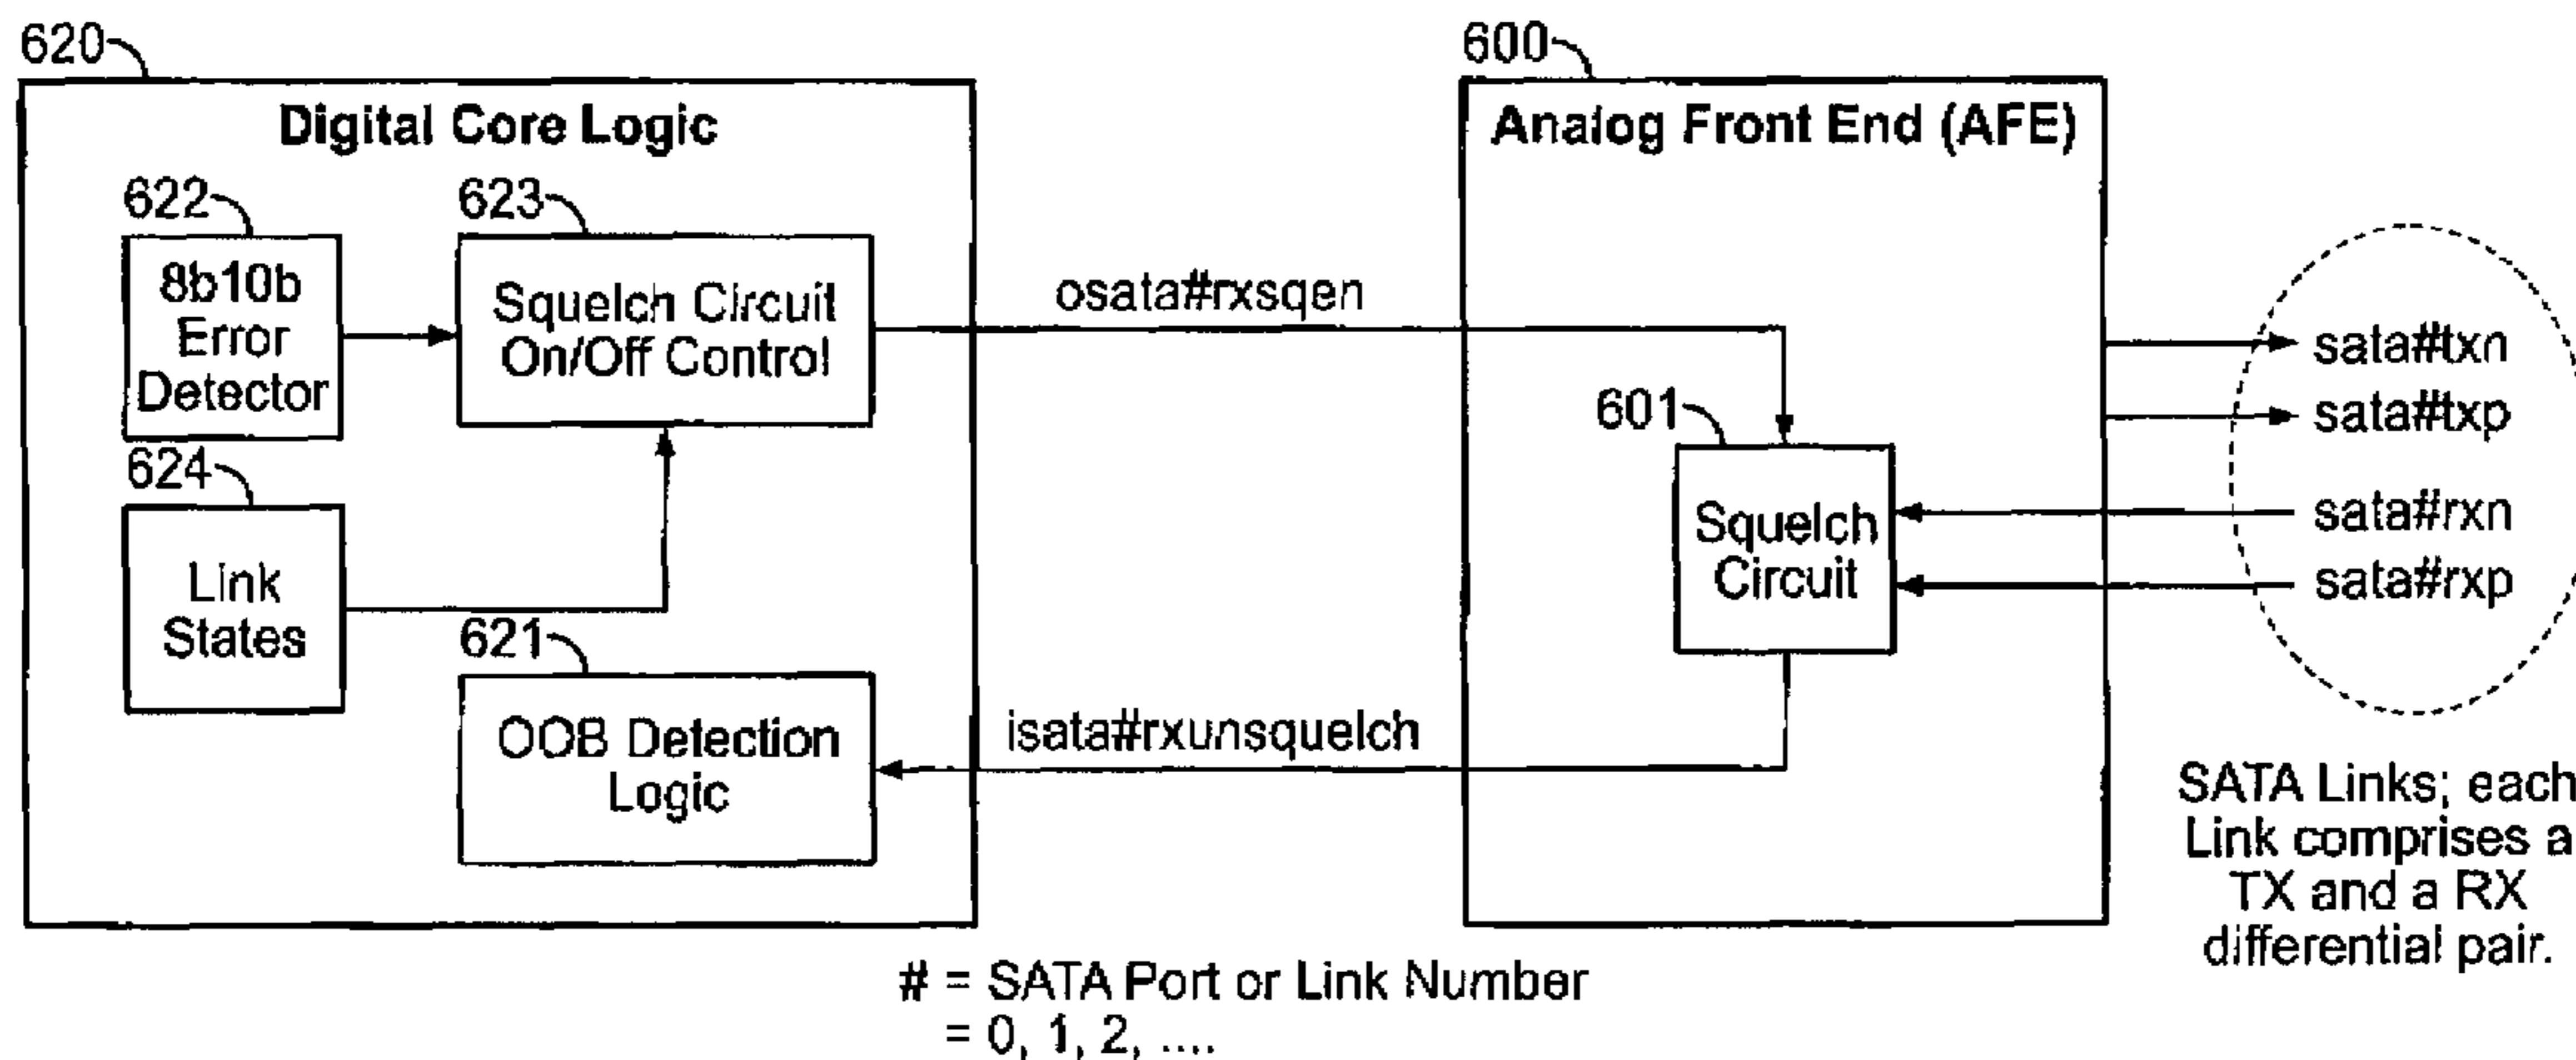 620
Digital Core Logic
622
8b10b
Error
Detector
623
Squelch Circuit
On/Off Control
624
Link
States
621
OOB Detection
Logic
osata#rxsqen
isata#rxunsquelch
600
Analog Front End (AFE)
601
Squelch
Circuit
sata#txn
sata#txp
sata#rxn
sata#rxp
SATA Links; each
Link comprises a
TX and a RX
differential pair.
# = SATA Port or Link Number
= 0, 1, 2, ....